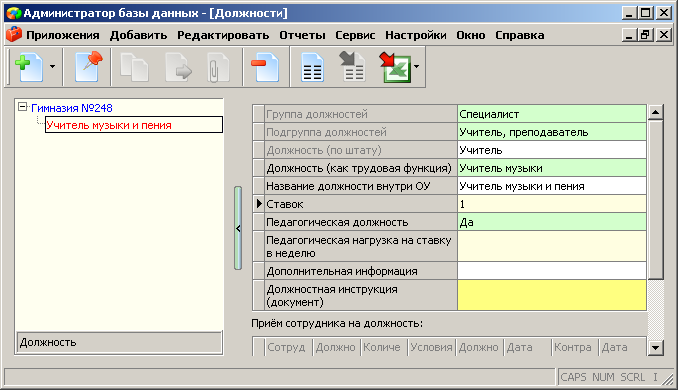 Администратор базы данных - [Должности]
Приложения Добавить Редактировать Отчеты Сервис Настройки Окно Справка
Гимназия №248
Учитель музыки и пения
Должность
Группа должностей Специалист
Подгруппа должностей Учитель, преподаватель
Должность (по штату) Учитель
Должность (как трудовая функция) Учитель музыки
Название должности внутри ОУ Учитель музыки и пения
Ставок 1
Педагогическая должность Да
Педагогическая нагрузка на ставку
в неделю
Дополнительная информация
Должностная инструкция
(документ)
Приём сотрудника на должность:
Сотруд Должно Количе Условия Должно Дата Контра Дата
CAPS NUM SCRL I